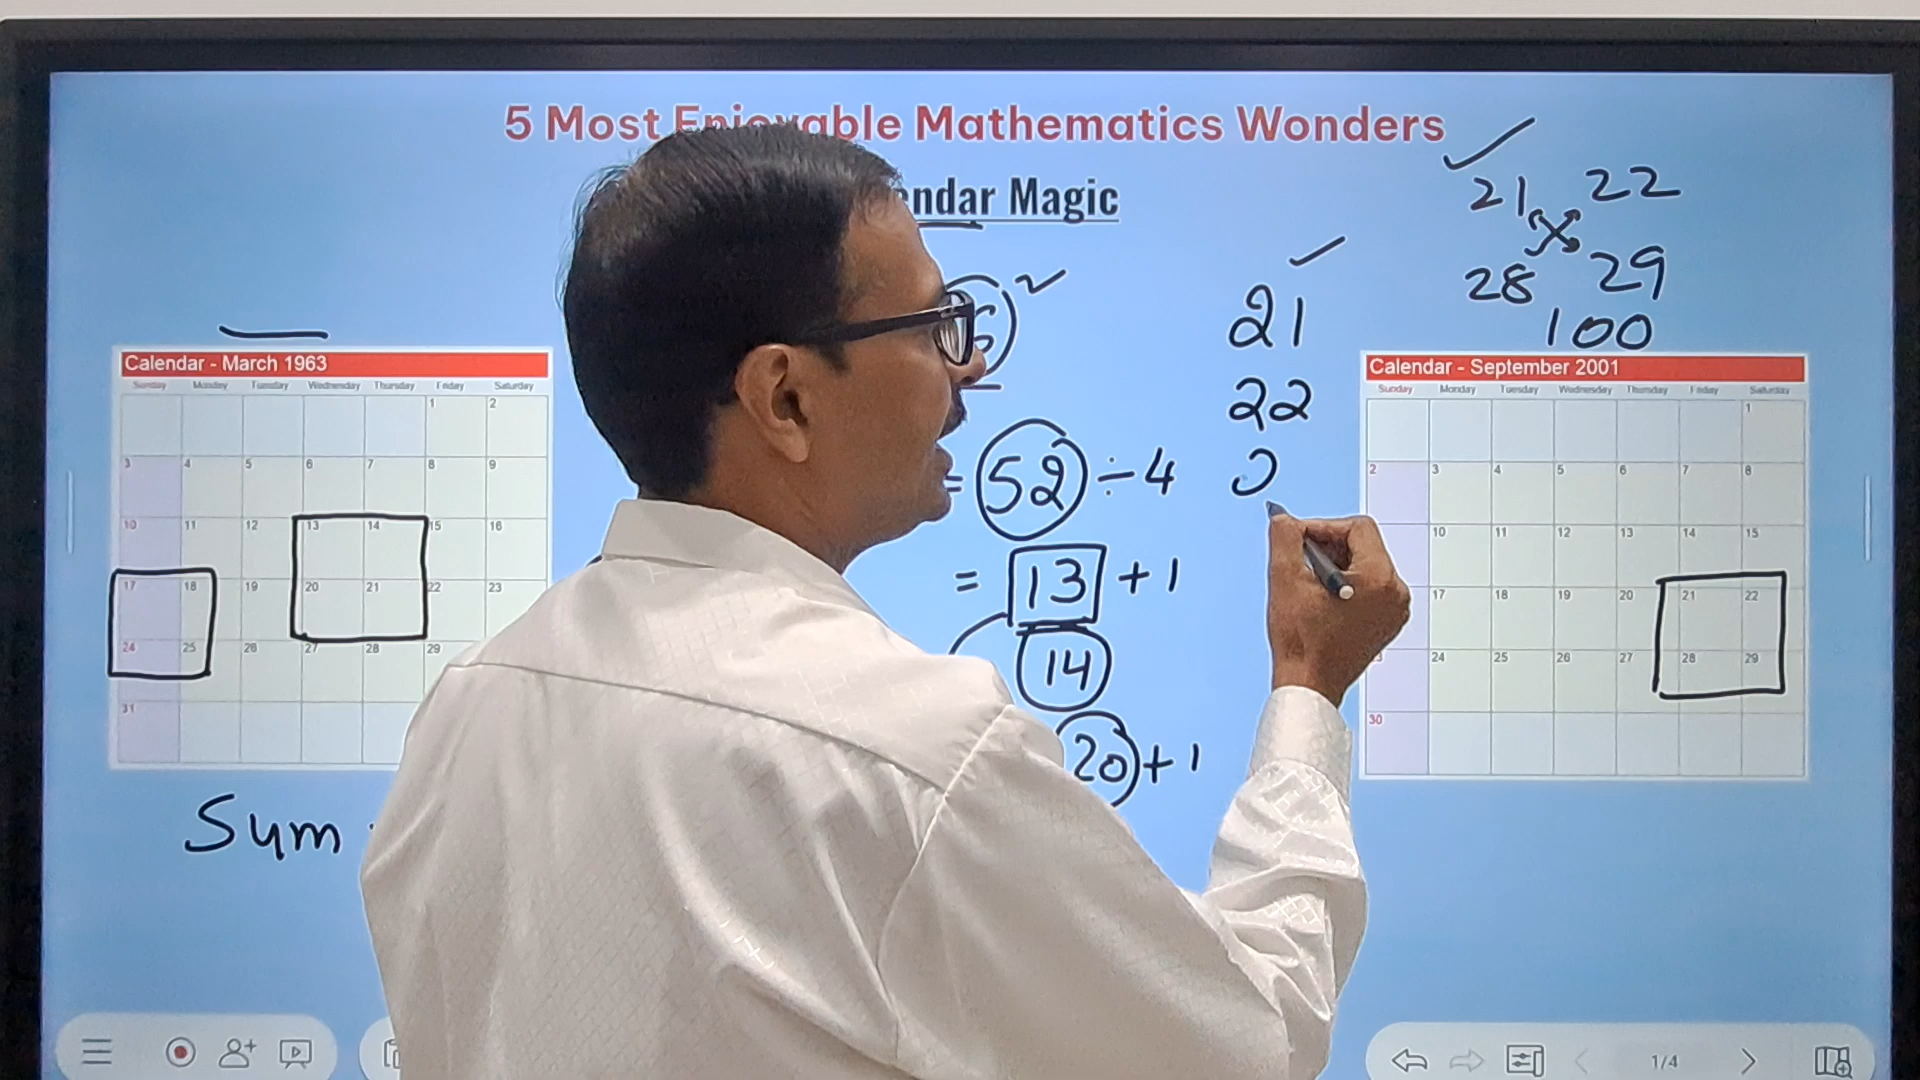 5 Most Enjoyable Mathematics Wonders
ndar Magic
21 22
28 29
100
21
22
= 52 ÷ 4
= 13 + 1
14
20 + 1
Calendar - March 1963
Sunday Monday Tuesday Wednesday Thursday Friday Saturday
1 2
3 4 5 6 7 8 9
10 11 12 13 14 15 16
17 18 19 20 21 22 23
24 25 26 27 28 29
31
Sum
Calendar - September 2001
Sunday Monday Tuesday Wednesday Thursday Friday Saturday
1
2 3 4 5 6 7 8
10 11 12 13 14 15
17 18 19 20 21 22
24 25 26 27 28 29
30
1/4